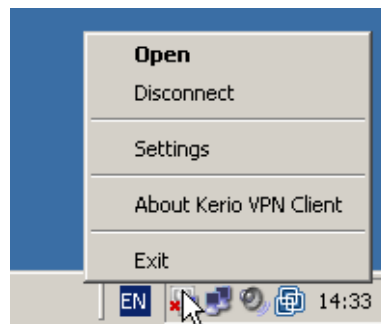 Open
Disconnect
Settings
About Kerio VPN Client
Exit
EN 14:33